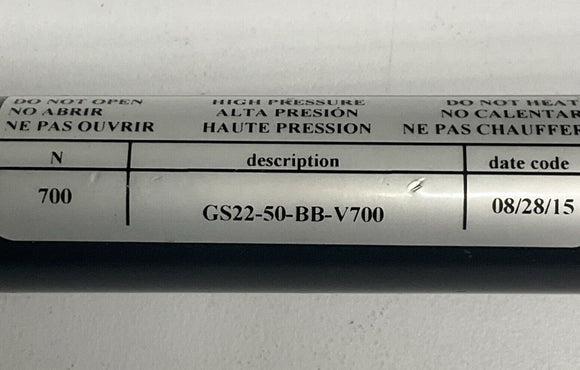 DO NOT OPEN HIGH PRESSURE DO NOT HEAT
NO ABRIR ALTA PRESIÓN NO CALENTAR
NE PAS OUVRIR HAUTE PRESSION NE PAS CHAUFFER
N description date code
700 GS22-50-BB-V700 08/28/15